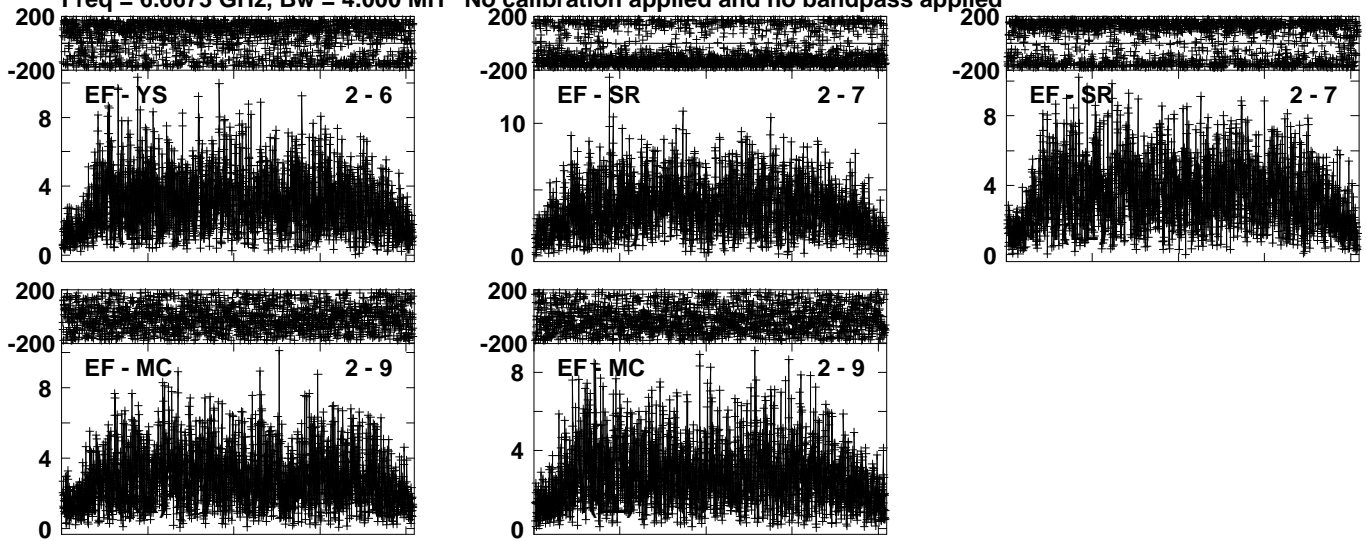 Freq = 6.6673 GHz, Bw = 4.000 MH No calibration applied and no bandpass applied
200 200 200
-200 -200 -200
EF - YS 2 - 6 EF - SR 2 - 7 EF - SR 2 - 7
8 10 8
4 4
0 0 0
200 200
-200 -200
EF - MC 2 - 9 EF - MC 2 - 9
8 8
4 4
0 0